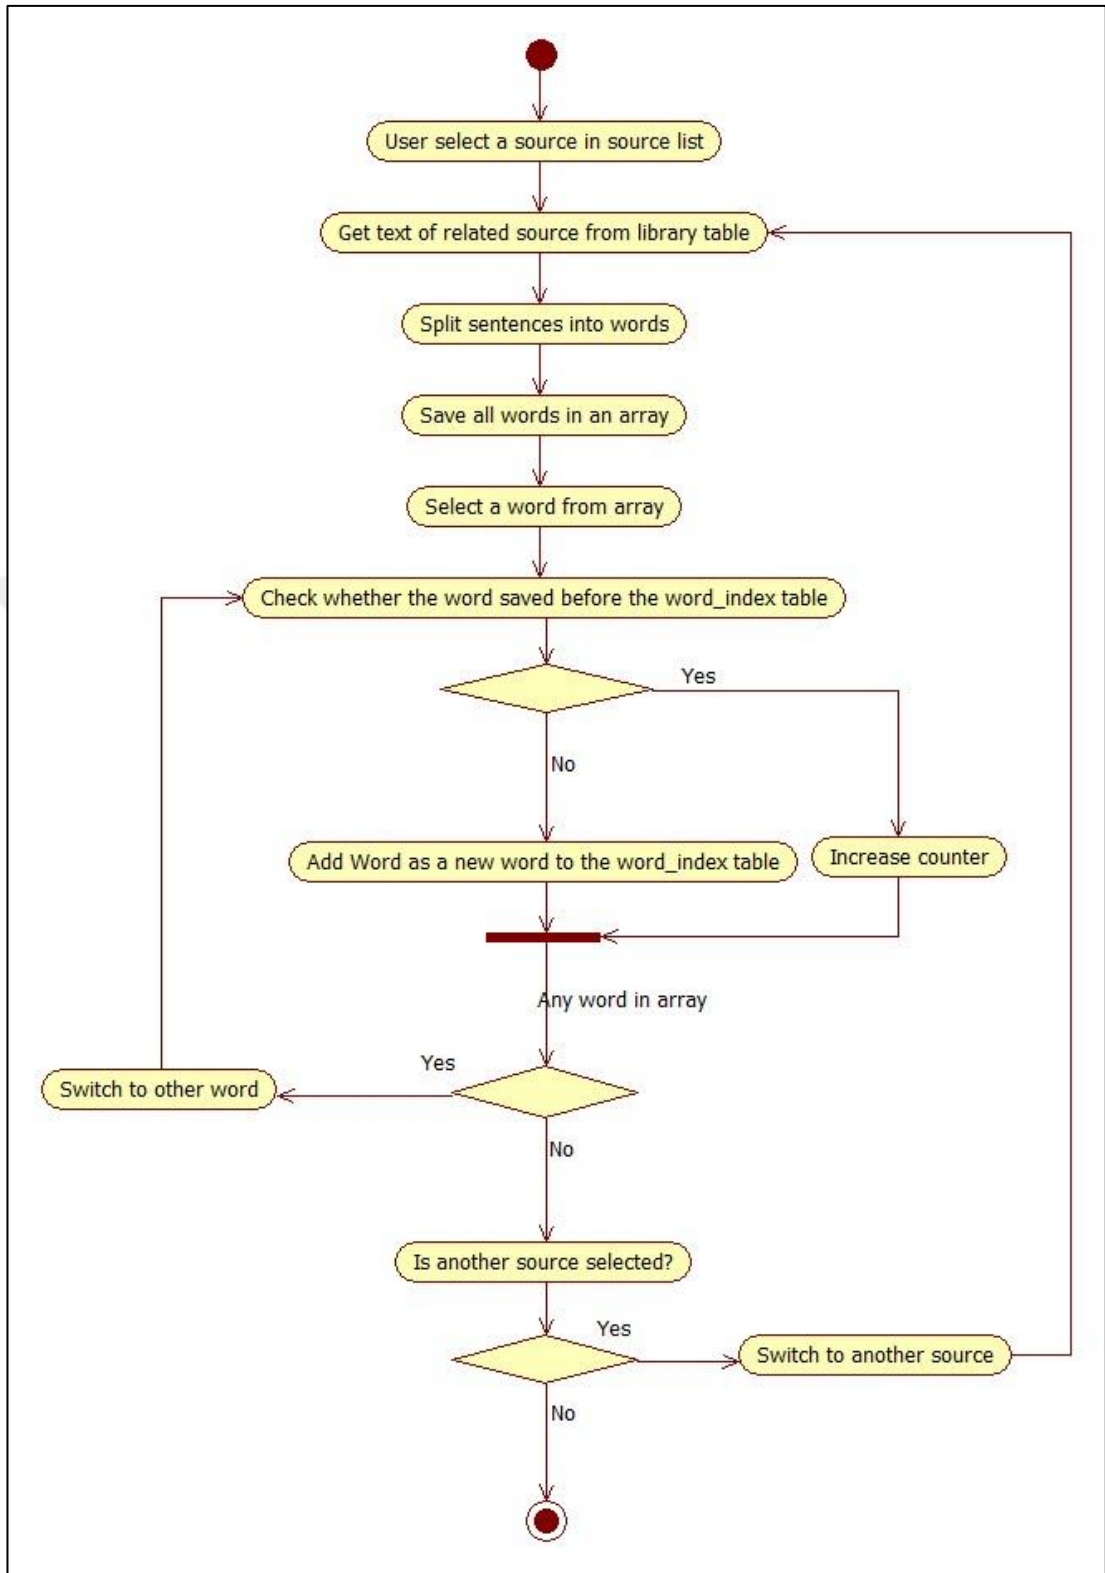 User select a source in source list
Get text of related source from library table
Split sentences into words
Save all words in an array
Select a word from array
Check whether the word saved before the word_index table
Yes
No
Add Word as a new word to the word_index table
Increase counter
Any word in array
Yes
Switch to other word
No
Is another source selected?
Yes
Switch to another source
No